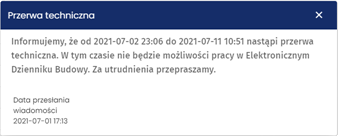 Przerwa techniczna
Informujemy, że od 2021-07-02 23:06 do 2021-07-11 10:51 nastąpi przerwa
techniczna. W tym czasie nie będzie możliwości pracy w Elektronicznym
Dzienniku Budowy. Za utrudnienia przepraszamy.
Data przesłania
wiadomości
2021-07-01 17:13